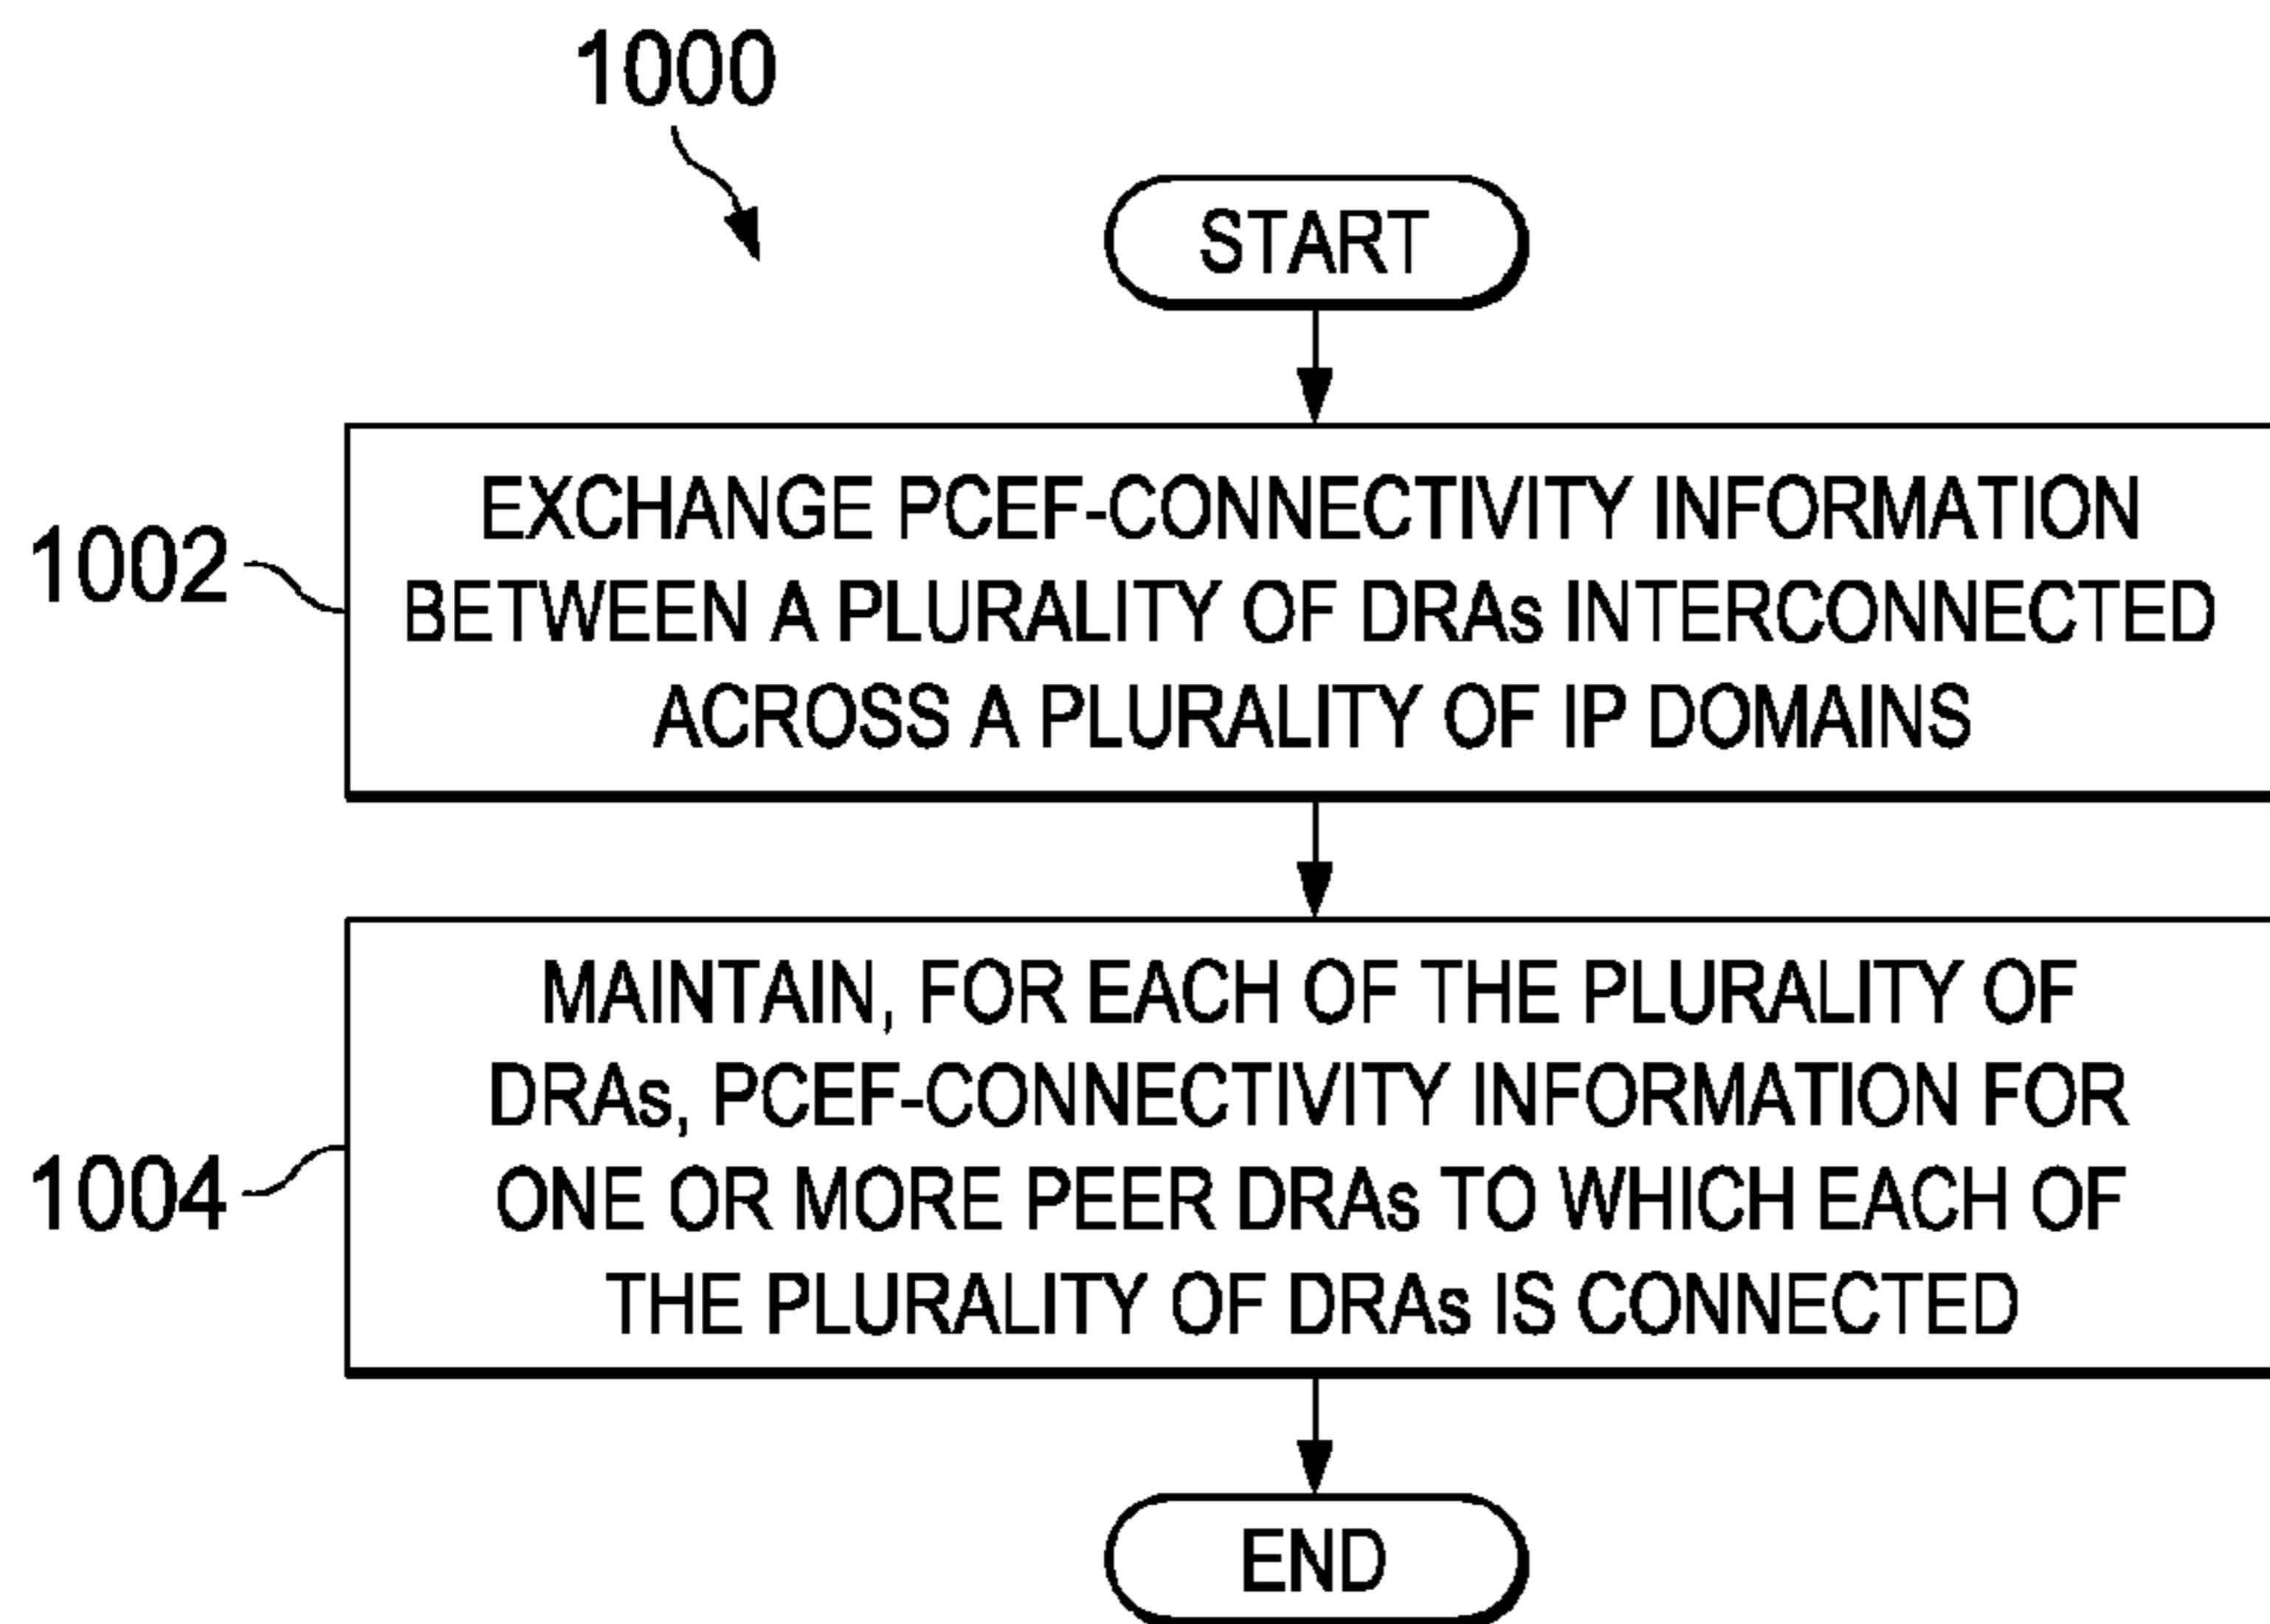 1000
START
1002
EXCHANGE PCEF-CONNECTIVITY INFORMATION
BETWEEN A PLURALITY OF DRAs INTERCONNECTED
ACROSS A PLURALITY OF IP DOMAINS
1004
MAINTAIN, FOR EACH OF THE PLURALITY OF
DRAs, PCEF-CONNECTIVITY INFORMATION FOR
ONE OR MORE PEER DRAs TO WHICH EACH OF
THE PLURALITY OF DRAs IS CONNECTED
END